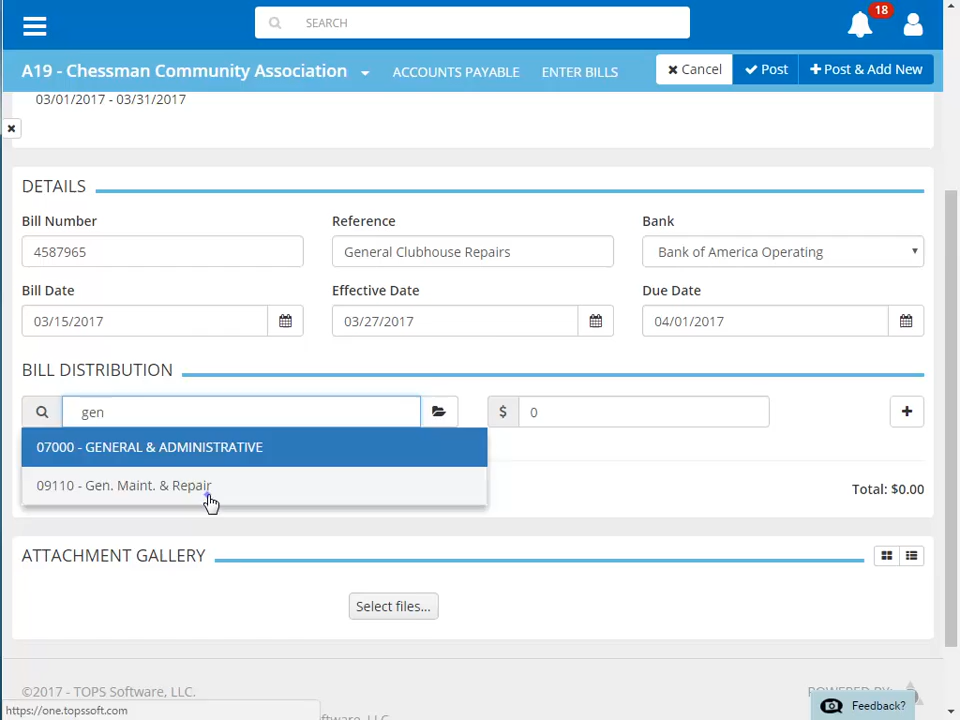 SEARCH
18
A19 - Chessman Community Association
ACCOUNTS PAYABLE
ENTER BILLS
Cancel
Post
Post & Add New
03/01/2017 - 03/31/2017
DETAILS
Bill Number
Reference
Bank
4587965
General Clubhouse Repairs
Bank of America Operating
Bill Date
Effective Date
Due Date
03/15/2017
03/27/2017
04/01/2017
BILL DISTRIBUTION
gen
$
0
07000 - GENERAL & ADMINISTRATIVE
09110 - Gen. Maint. & Repair
Total: $0.00
ATTACHMENT GALLERY
Select files...
©2017 - TOPS Software, LLC.
POWERED BY:
https://one.topssoft.com
oftware, LLC
Feedback?